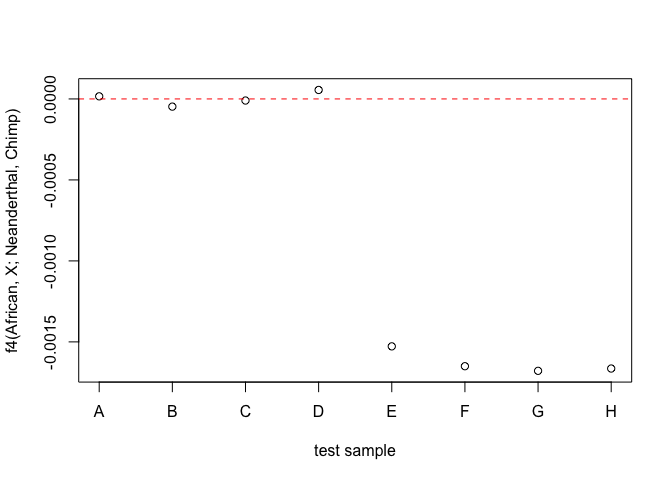 f4(African, X; Neanderthal, Chimp)
0.0000
-0.0005
-0.0010
-0.0015
A B C D E F G H
test sample